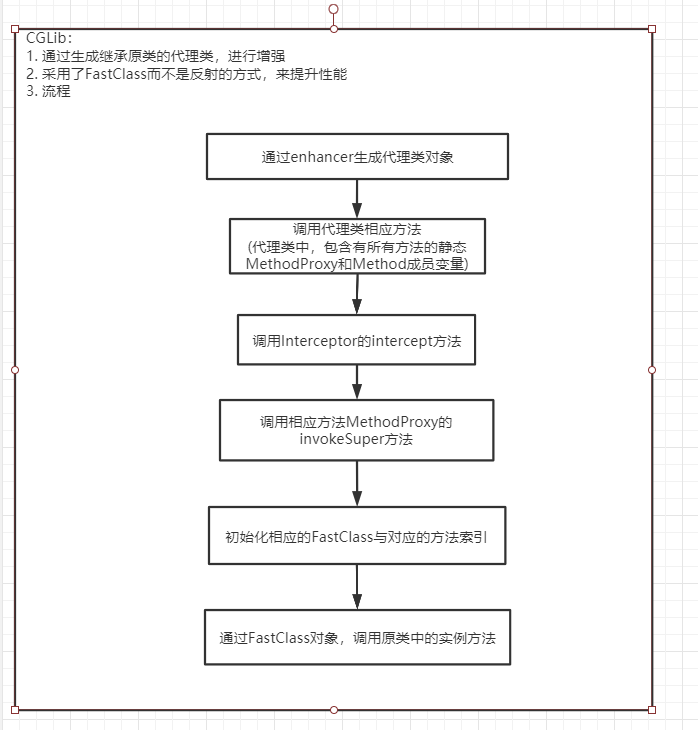 CGLib：
1. 通过生成继承原类的代理类，进行增强
2. 采用了FastClass而不是反射的方式，来提升性能
3. 流程
通过enhancer生成代理类对象
调用代理类相应方法
(代理类中，包含有所有方法的静态
MethodProxy和Method成员变量)
调用Interceptor的intercept方法
调用相应方法MethodProxy的
invokeSuper方法
初始化相应的FastClass与对应的方法索引
通过FastClass对象，调用原类中的实例方法